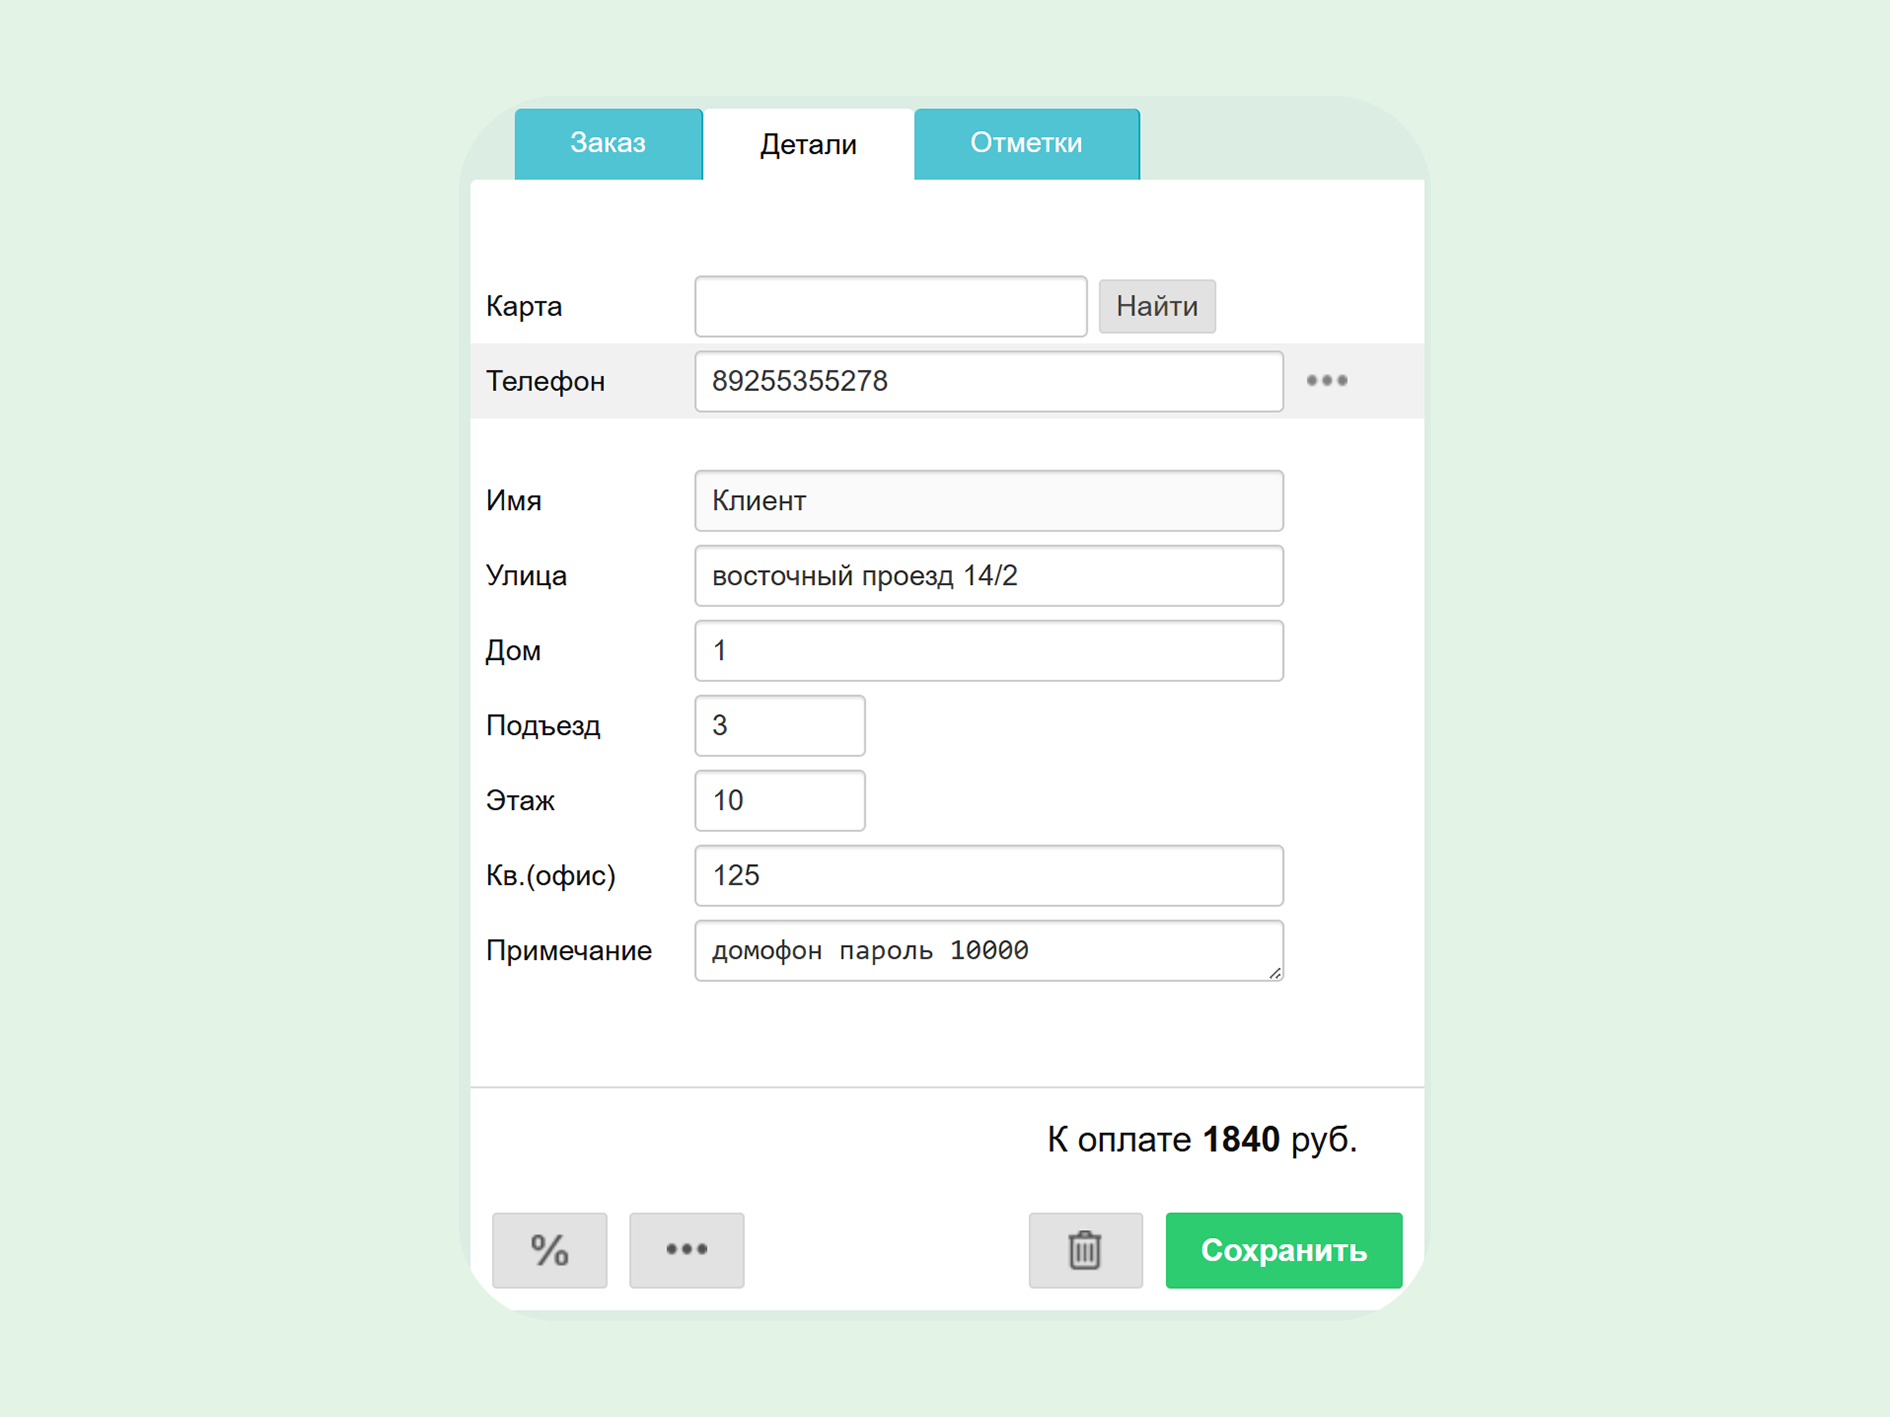 Заказ Детали Отметки
Карта Найти
Телефон 89255355278
Имя Клиент
Улица восточный проезд 14/2
Дом 1
Подъезд 3
Этаж 10
Кв.(офис) 125
Примечание домофон пароль 10000
К оплате 1840 руб.
% Сохранить